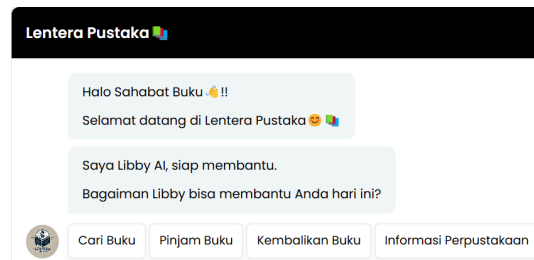 Lentera Pustaka
Halo Sahabat Buku👋!!
Selamat datang di Lentera Pustaka😊
Saya Libby AI, siap membantu.
Bagaiman Libby bisa membantu Anda hari ini?
Cari Buku
Pinjam Buku
Kembalikan Buku
Informasi Perpustakaan